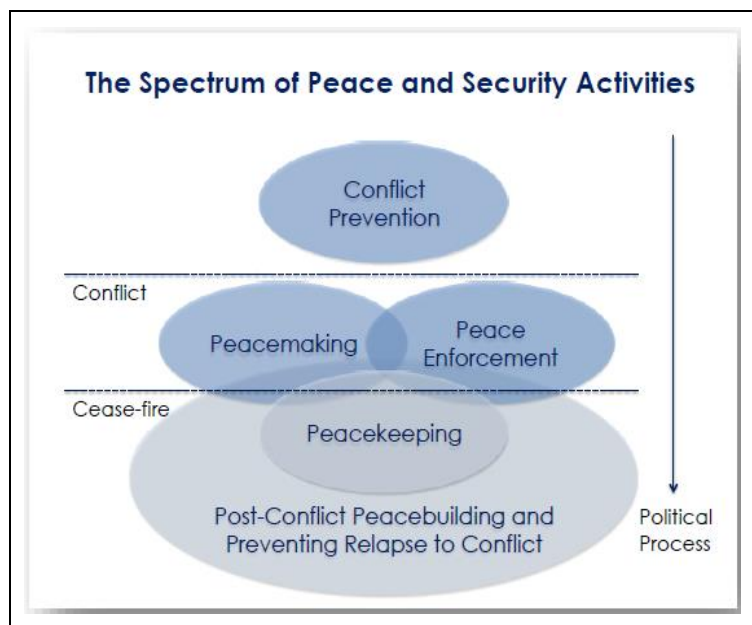 The Spectrum of Peace and Security Activities
Conflict
Prevention
Conflict
Peacemaking
Peace
Enforcement
Cease-fire
Peacekeeping
Post-Conflict Peacebuilding and
Preventing Relapse to Conflict
Political
Process